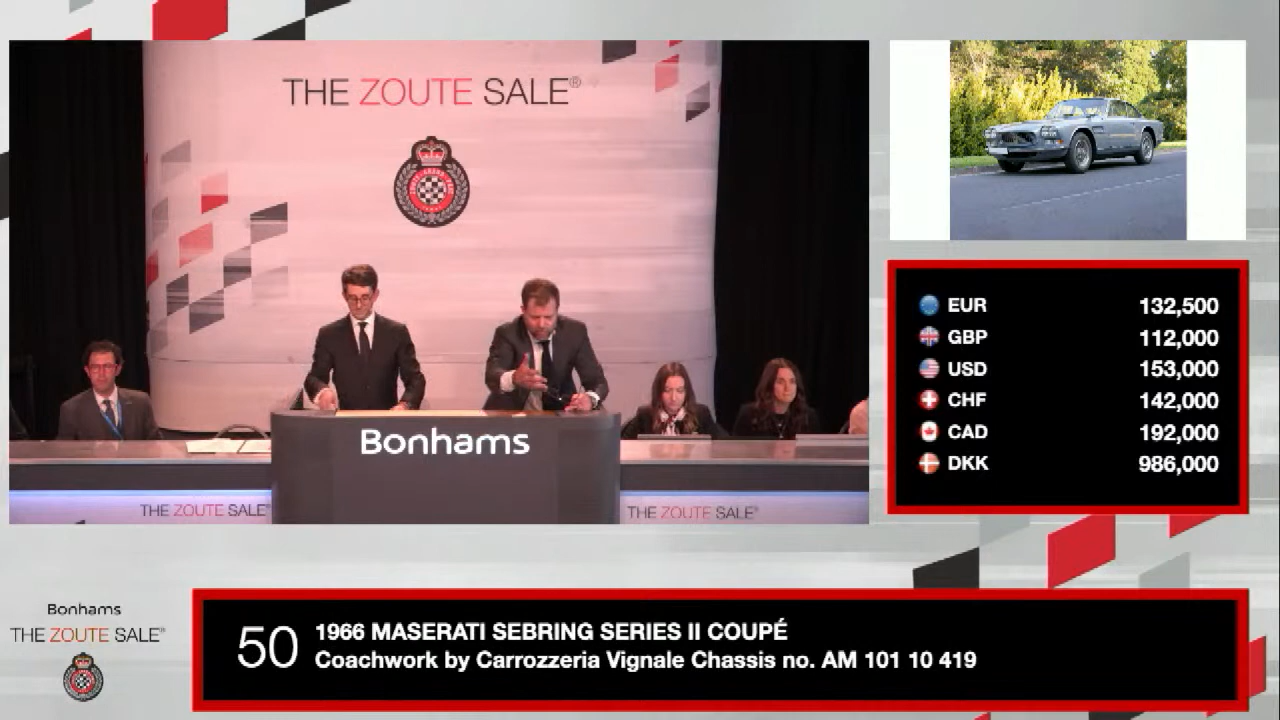 THE ZOUTE SALE®
Bonhams
THE ZOUTE SALE®
THE ZOUTE SALE®
EUR 132,500
GBP 112,000
USD 153,000
CHF 142,000
CAD 192,000
DKK 986,000
Bonhams
THE ZOUTE SALE®
50
1966 MASERATI SEBRING SERIES II COUPÉ
Coachwork by Carrozzeria Vignale Chassis no. AM 101 10 419